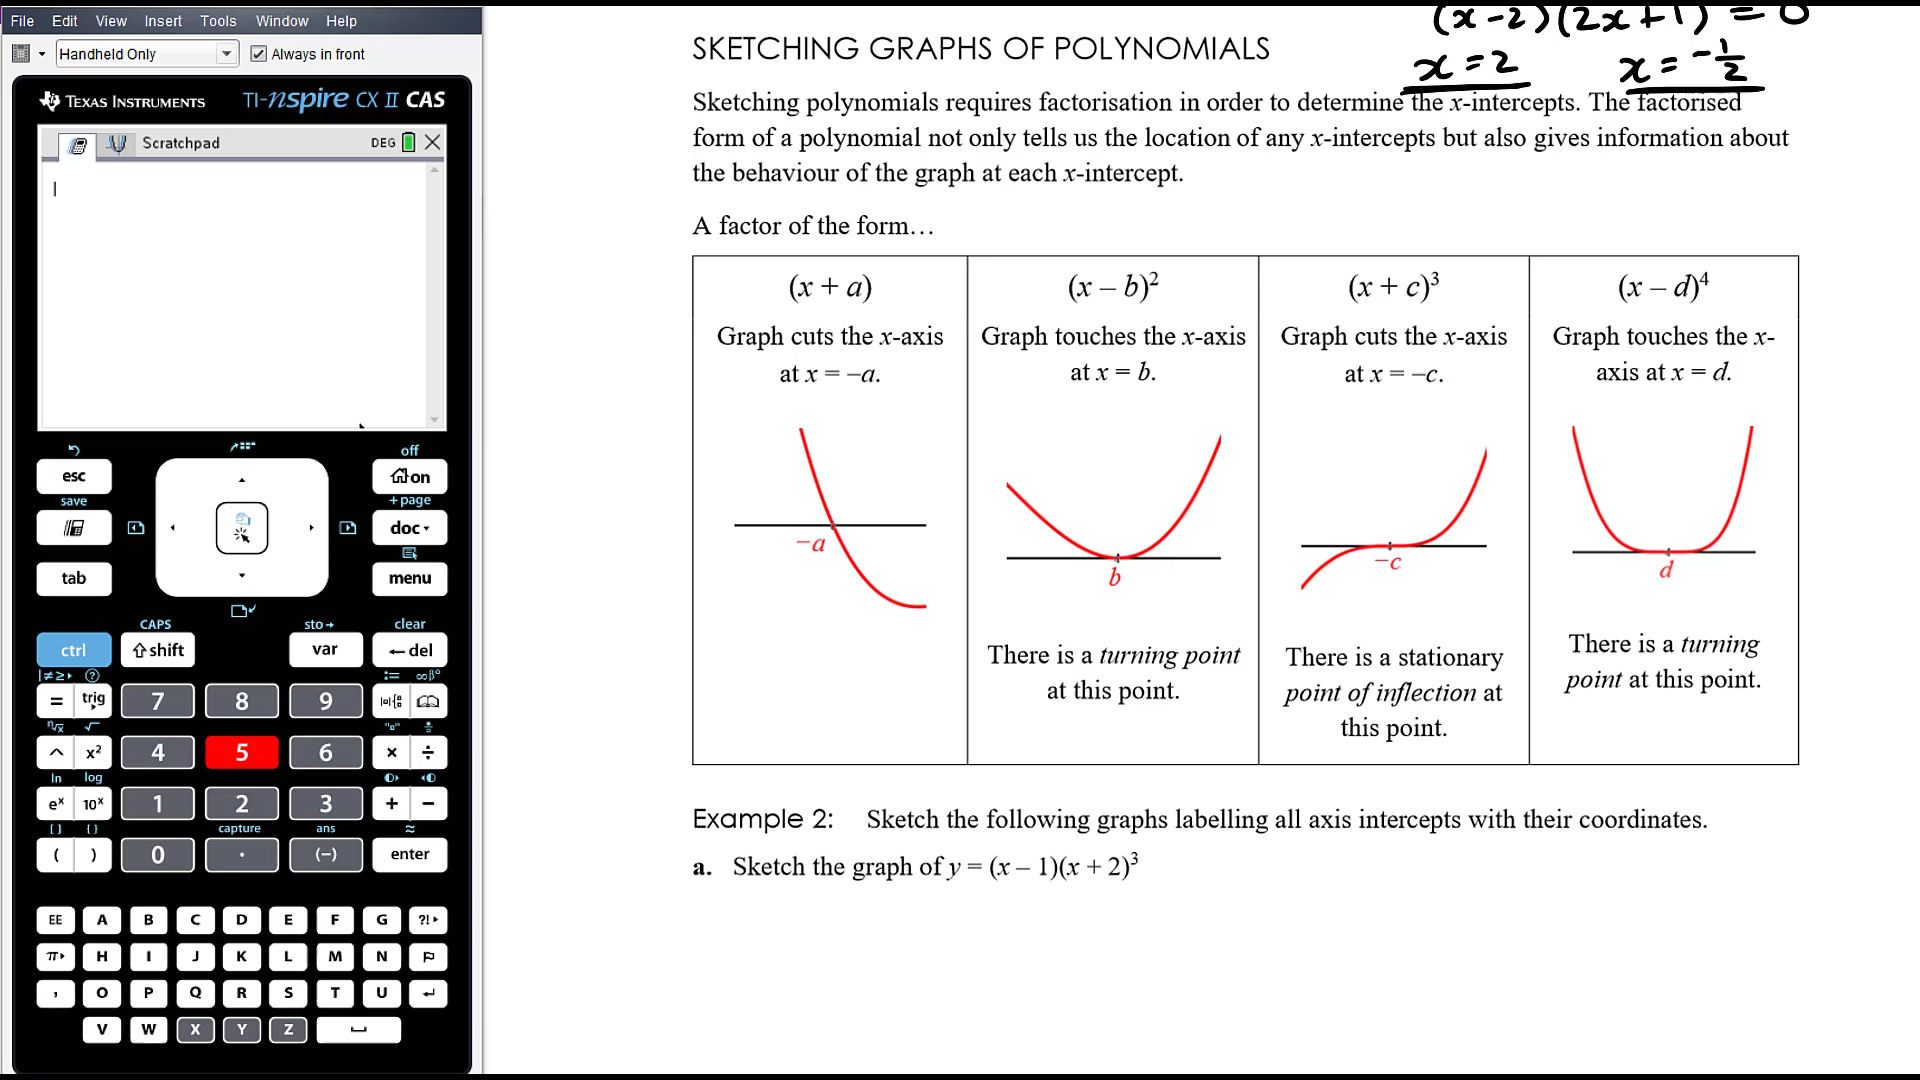 File Edit View Insert Tools Window Help
Handheld Only
Always in front
TEXAS INSTRUMENTS TI-nspire CX II CAS
Scratchpad DEG
off
esc on
save + page
doc
tab menu
CAPS sto→ clear
ctrl shift var ←del
|≠≥▸ ? := ∞β°
= trig 7 8 9
ⁿ√x √ "▫" ÷
^ x² 4 5 6 × ÷
ln log
eˣ 10ˣ 1 2 3 + −
[ ] { } capture ans ≈
( ) 0 . (−) enter
EE A B C D E F G ?!▸
π▸ H I J K L M N
, O P Q R S T U ↵
V W X Y Z
(x-2)(2x+1) = 0
x=2 x=-1/2
SKETCHING GRAPHS OF POLYNOMIALS
Sketching polynomials requires factorisation in order to determine the x-intercepts. The factorised
form of a polynomial not only tells us the location of any x-intercepts but also gives information about
the behaviour of the graph at each x-intercept.
A factor of the form…
(x + a)
Graph cuts the x-axis
at x = –a.
−a
(x – b)²
Graph touches the x-axis
at x = b.
b
There is a turning point
at this point.
(x + c)³
Graph cuts the x-axis
at x = –c.
−c
There is a stationary
point of inflection at
this point.
(x – d)⁴
Graph touches the x-
axis at x = d.
d
There is a turning
point at this point.
Example 2: Sketch the following graphs labelling all axis intercepts with their coordinates.
a. Sketch the graph of y = (x – 1)(x + 2)³